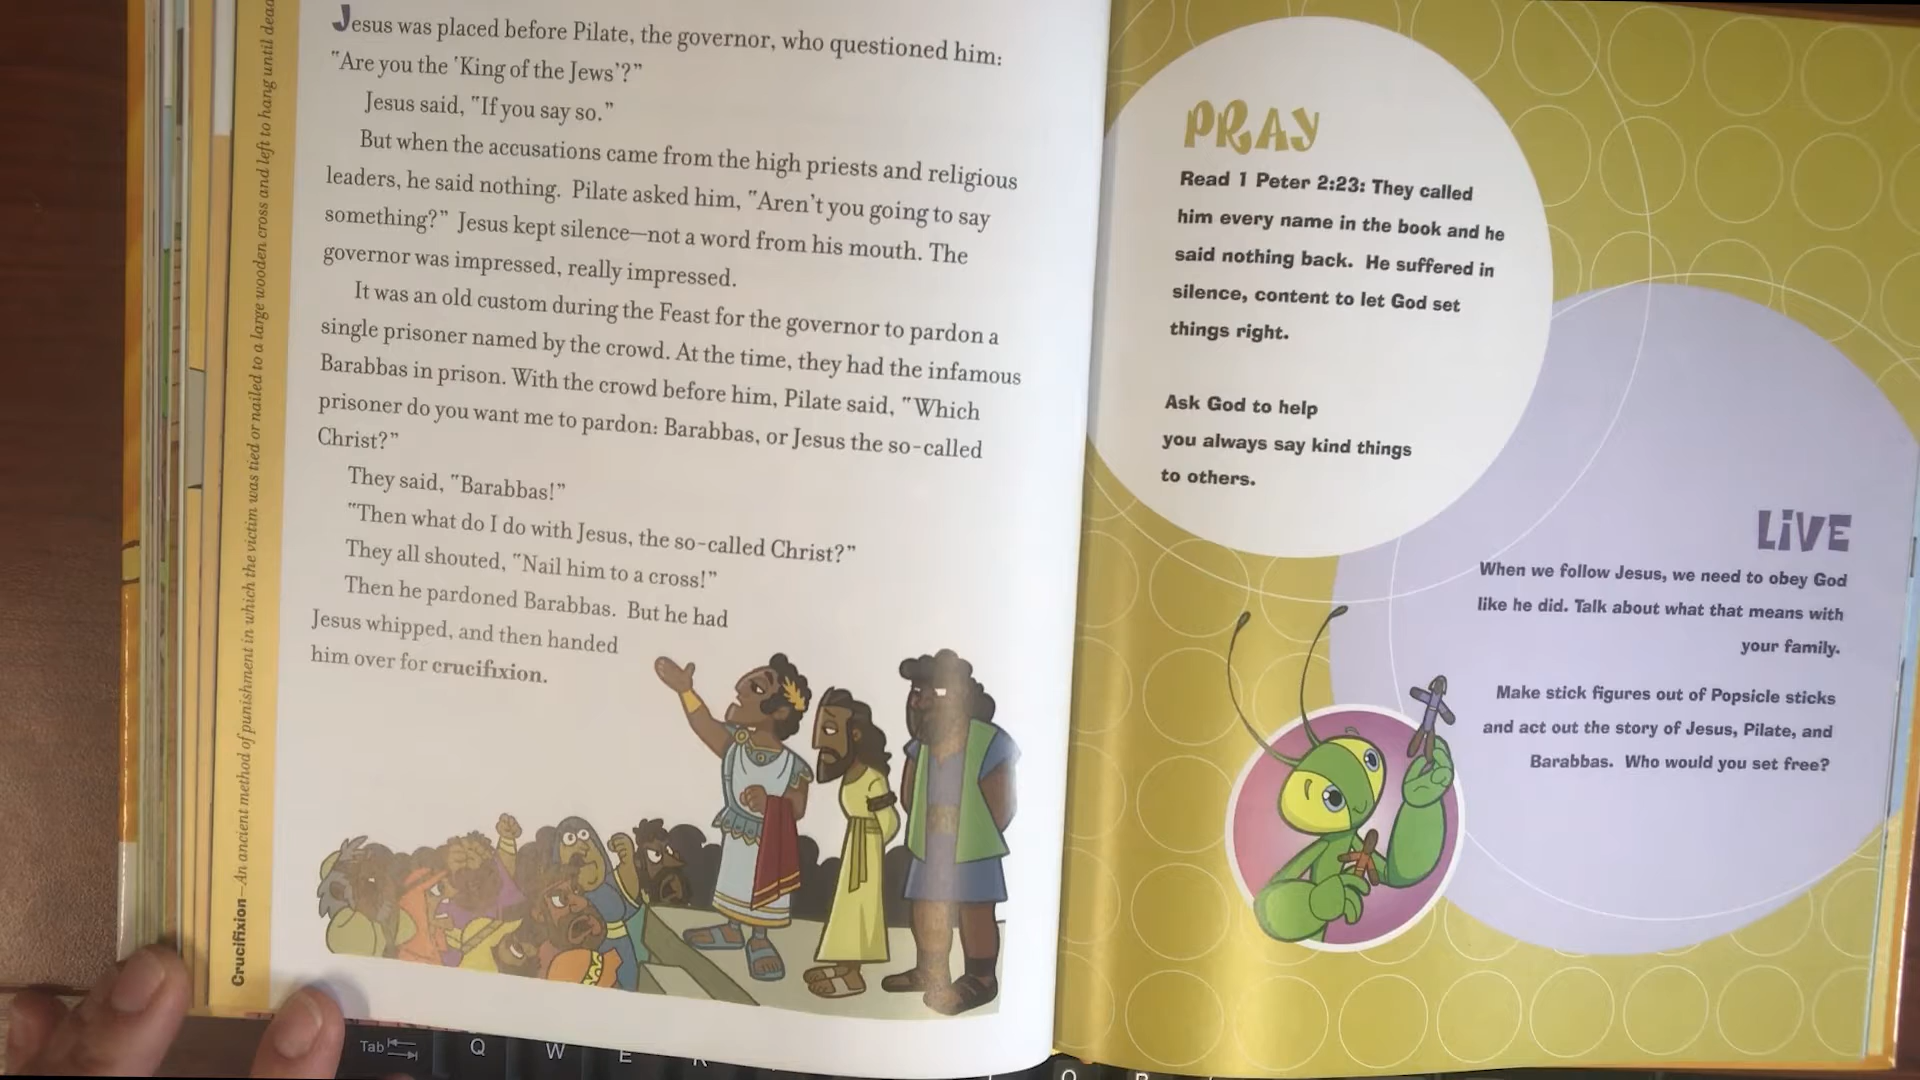 Jesus was placed before Pilate, the governor, who questioned him:
"Are you the 'King of the Jews'?"
Jesus said, "If you say so."
But when the accusations came from the high priests and religious
leaders, he said nothing. Pilate asked him, "Aren't you going to say
something?" Jesus kept silence—not a word from his mouth. The
governor was impressed, really impressed.
It was an old custom during the Feast for the governor to pardon a
single prisoner named by the crowd. At the time, they had the infamous
Barabbas in prison. With the crowd before him, Pilate said, "Which
prisoner do you want me to pardon: Barabbas, or Jesus the so-called
Christ?"
They said, "Barabbas!"
"Then what do I do with Jesus, the so-called Christ?"
They all shouted, "Nail him to a cross!"
Then he pardoned Barabbas. But he had
Jesus whipped, and then handed
him over for crucifixion.
Crucifixion—An ancient method of punishment in which the victim was tied or nailed to a large wooden cross and left to hang until dead
PRAY
Read 1 Peter 2:23: They called
him every name in the book and he
said nothing back. He suffered in
silence, content to let God set
things right.
Ask God to help
you always say kind things
to others.
LiVE
When we follow Jesus, we need to obey God
like he did. Talk about what that means with
your family.
Make stick figures out of Popsicle sticks
and act out the story of Jesus, Pilate, and
Barabbas. Who would you set free?
Tab Q W E